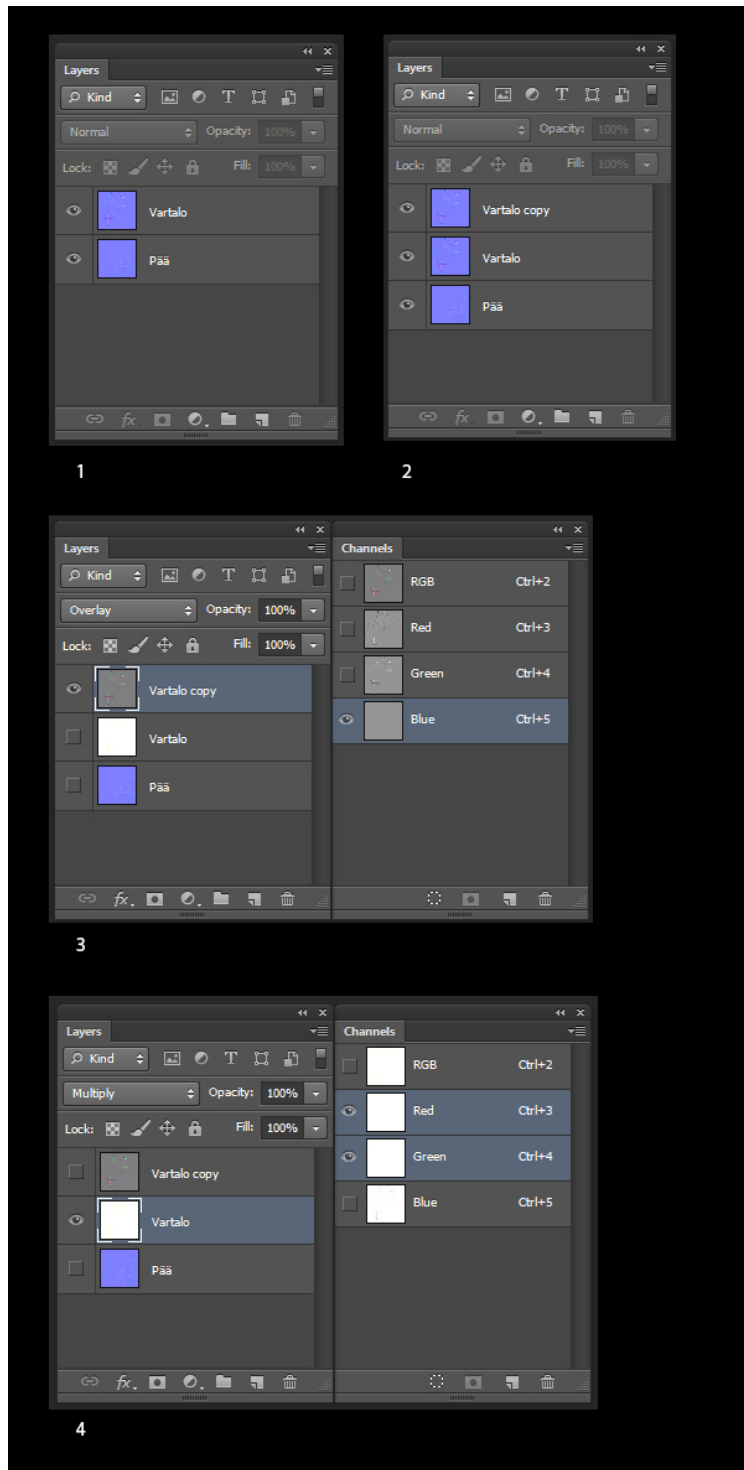 Layers
Kind
Normal
Opacity: 100%
Lock: Fill: 100%
Vartalo
Pää
1
Layers
Kind
Normal
Opacity: 100%
Lock: Fill: 100%
Vartalo copy
Vartalo
Pää
fx
2
Layers
Kind
Overlay
Opacity: 100%
Lock: Fill: 100%
Vartalo copy
Vartalo
Pää
fx
Channels
RGB Ctrl+2
Red Ctrl+3
Green Ctrl+4
Blue Ctrl+5
3
Layers
Kind
Multiply
Opacity: 100%
Lock: Fill: 100%
Vartalo copy
Vartalo
Pää
fx
Channels
RGB Ctrl+2
Red Ctrl+3
Green Ctrl+4
Blue Ctrl+5
4